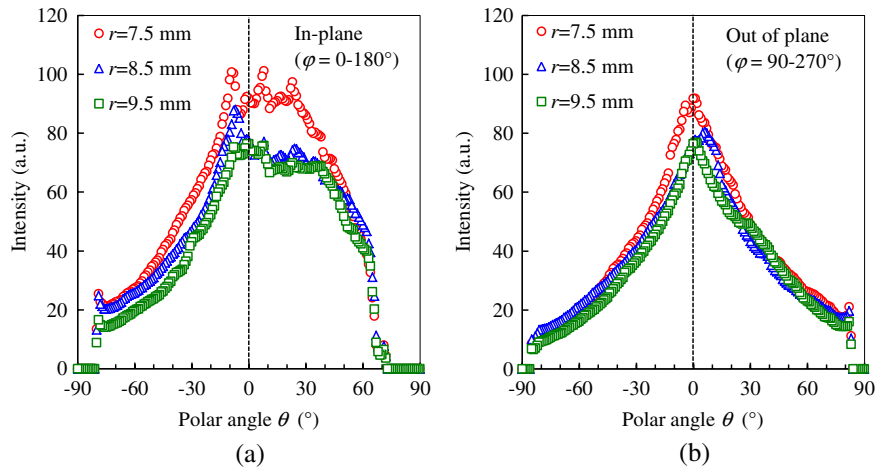 r=7.5 mm
r=8.5 mm
r=9.5 mm
In-plane
(φ = 0-180°)
Intensity (a.u.)
120
100
80
60
40
20
0
-90
-60
-30
0
30
60
90
Polar angle θ (°)
(a)
r=7.5 mm
r=8.5 mm
r=9.5 mm
Out of plane
(φ = 90-270°)
Intensity (a.u.)
120
100
80
60
40
20
0
-90
-60
-30
0
30
60
90
Polar angle θ (°)
(b)